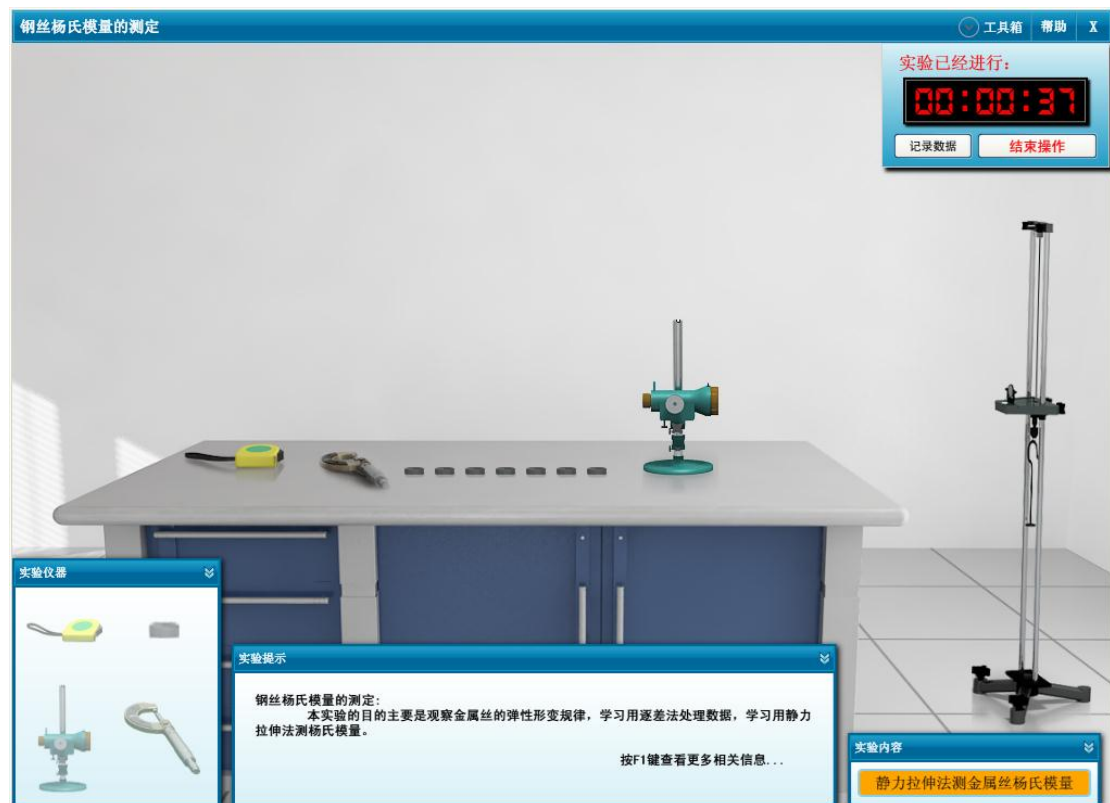 钢丝杨氏模量的测定
工具箱 帮助 X
实验已经进行：
00:00:37
记录数据 结束操作
实验仪器
实验提示
钢丝杨氏模量的测定：
本实验的目的主要是观察金属丝的弹性形变规律，学习用逐差法处理数据，学习用静力
拉伸法测杨氏模量。
按F1键查看更多相关信息...
实验内容
静力拉伸法测金属丝杨氏模量